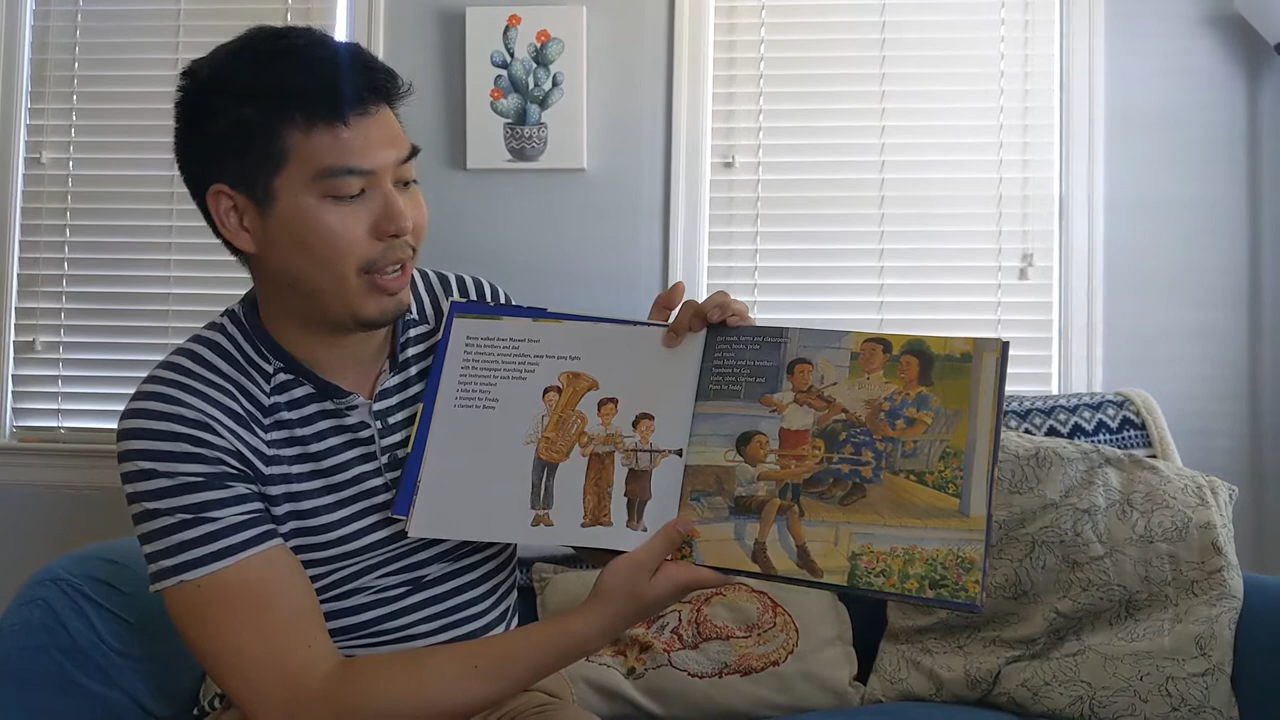 Benny walked down Maxwell Street
With his brothers and dad
Past streetcars, around peddlers, away from gang fights
into free concerts, lessons and music
with the synagogue marching band
one instrument for each brother
largest to smallest
a tuba for Harry
a trumpet for Freddy
a clarinet for Benny
Dirt roads, farms and classrooms
Letters, books, pride
and music
filled Teddy and his brother—
Trombone for Gus
Violin, oboe, clarinet and
Piano for Teddy